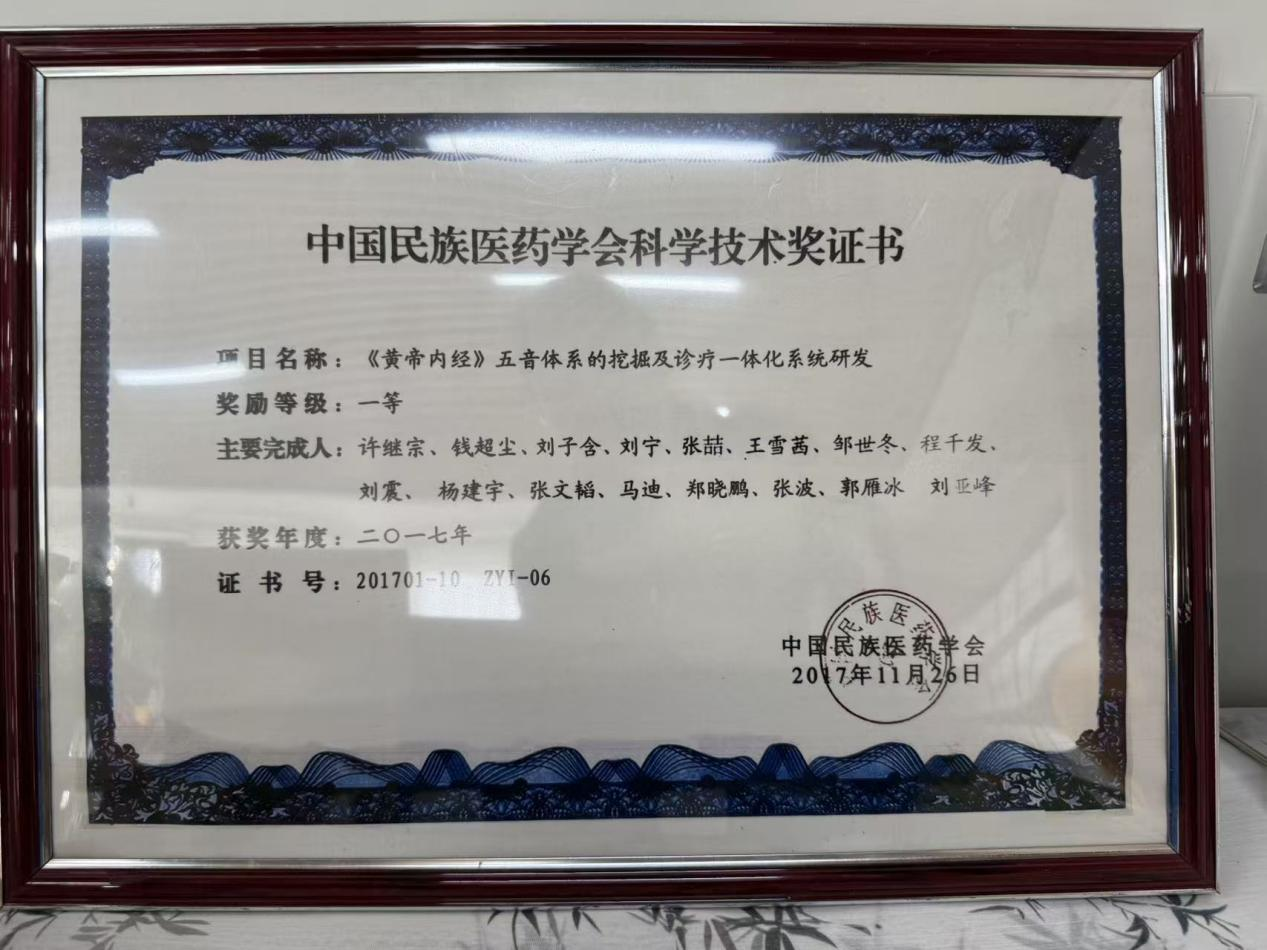 中国民族医药学会科学技术奖证书
项目名称：《黄帝内经》五音体系的挖掘及诊疗一体化系统研发
奖励等级：一等
主要完成人：许继宗、钱超尘、刘子含、刘宁、张喆、王雪茜、邹世冬、程千发、
刘震、 杨建宇、张文韬、马迪、郑晓鹏、张波、郭雁冰 刘亚峰
获奖年度：二〇一七年
证 书 号：201701-10 ZYI-06
中国民族医药学会
2017年11月26日